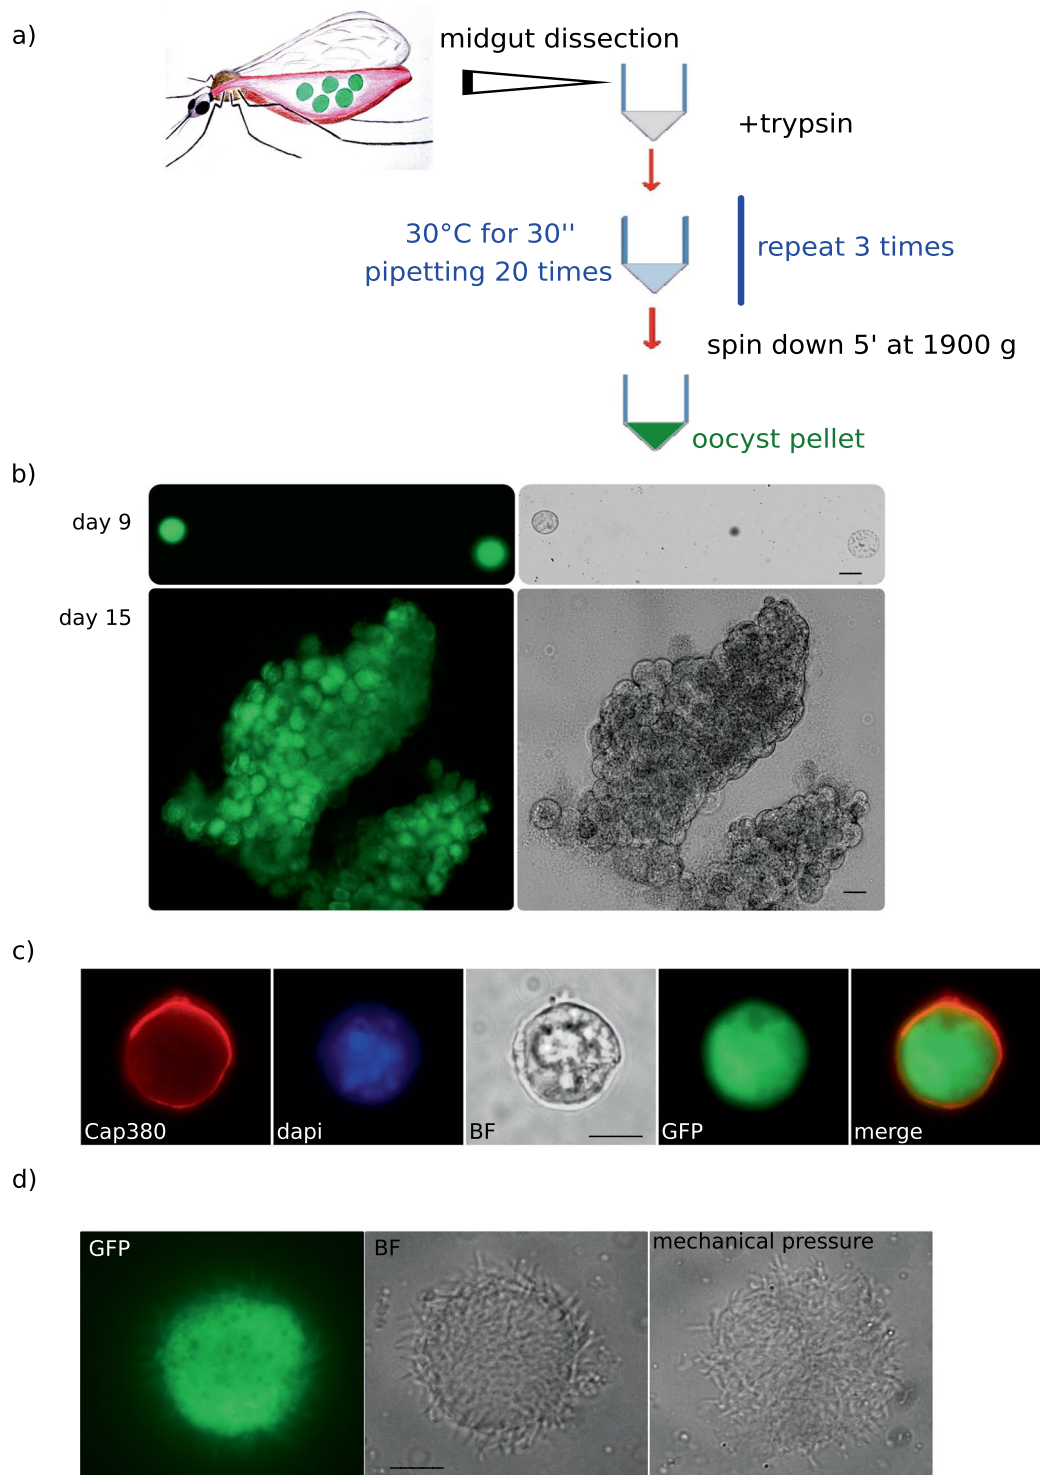 a)
midgut dissection
+trypsin
30°C for 30''
pipetting 20 times
repeat 3 times
spin down 5' at 1900 g
oocyst pellet
b)
day 9
day 15
c)
Cap380
dapi
BF
GFP
merge
d)
GFP
BF
mechanical pressure